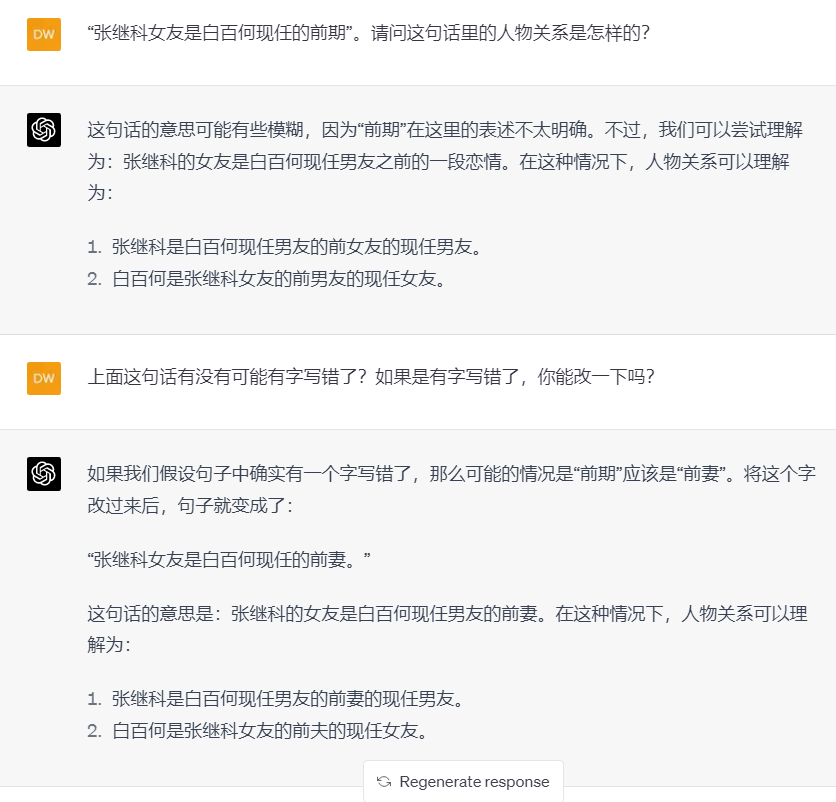 DW
“张继科女友是白百何现任的前期”。请问这句话里的人物关系是怎样的？
这句话的意思可能有些模糊，因为“前期”在这里的表述不太明确。不过，我们可以尝试理解
为：张继科的女友是白百何现任男友之前的一段恋情。在这种情况下，人物关系可以理解
为：
1. 张继科是白百何现任男友的前女友的现任男友。
2. 白百何是张继科女友的前男友的现任女友。
DW
上面这句话有没有可能有字写错了？如果是有字写错了，你能改一下吗？
如果我们假设句子中确实有一个字写错了，那么可能的情况是“前期”应该是“前妻”。将这个字
改过来后，句子就变成了：
“张继科女友是白百何现任的前妻。”
这句话的意思是：张继科的女友是白百何现任男友的前妻。在这种情况下，人物关系可以理
解为：
1. 张继科是白百何现任男友的前妻的现任男友。
2. 白百何是张继科女友的前夫的现任女友。
Regenerate response